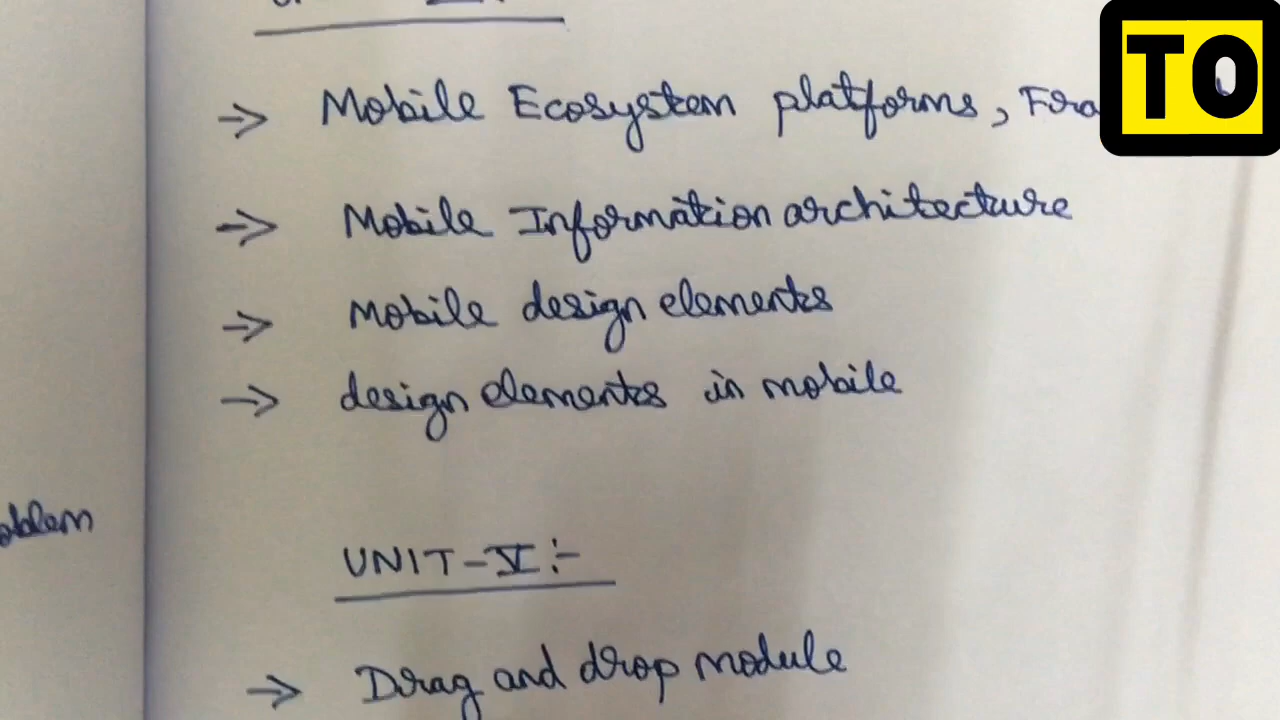 TO
→ Mobile Ecosystem platforms,
→ Mobile Information architecture
→ Mobile design elements
→ design elements in mobile
UNIT-V:-
→ Drag and drop module